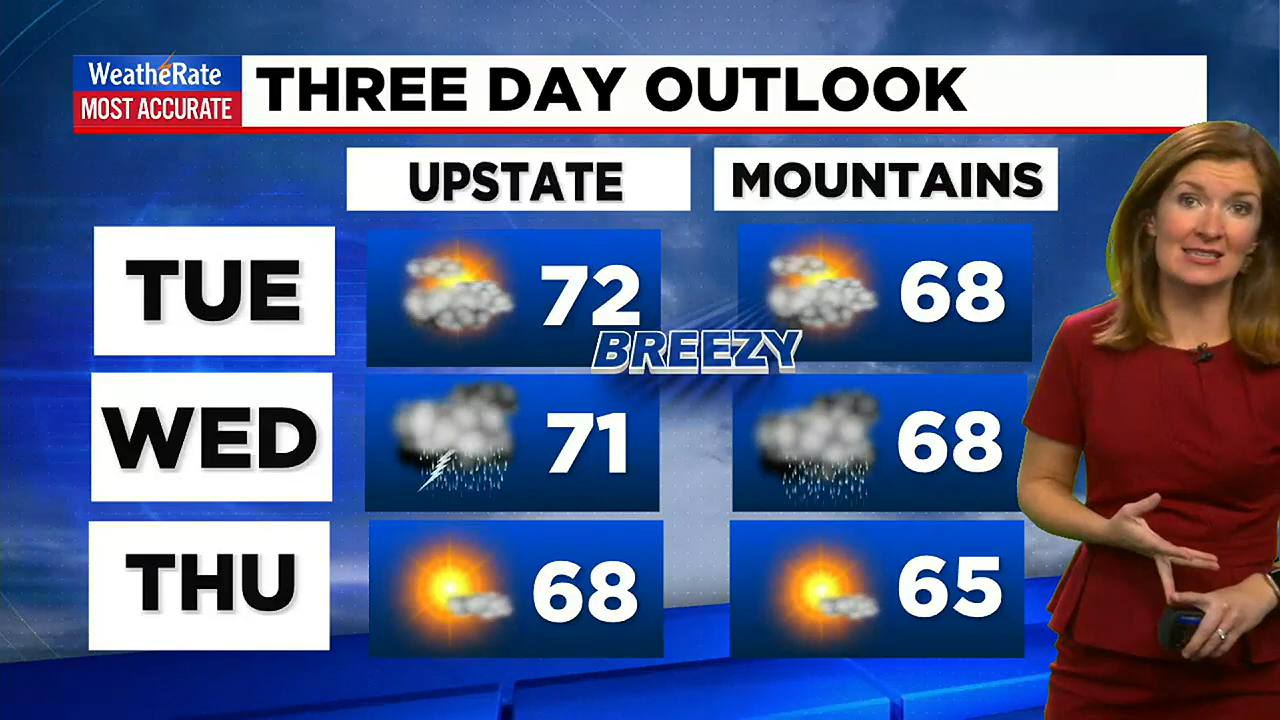 WeatheRate
MOST ACCURATE
THREE DAY OUTLOOK
UPSTATE
MOUNTAINS
TUE
72
68
BREEZY
WED
71
68
THU
68
65